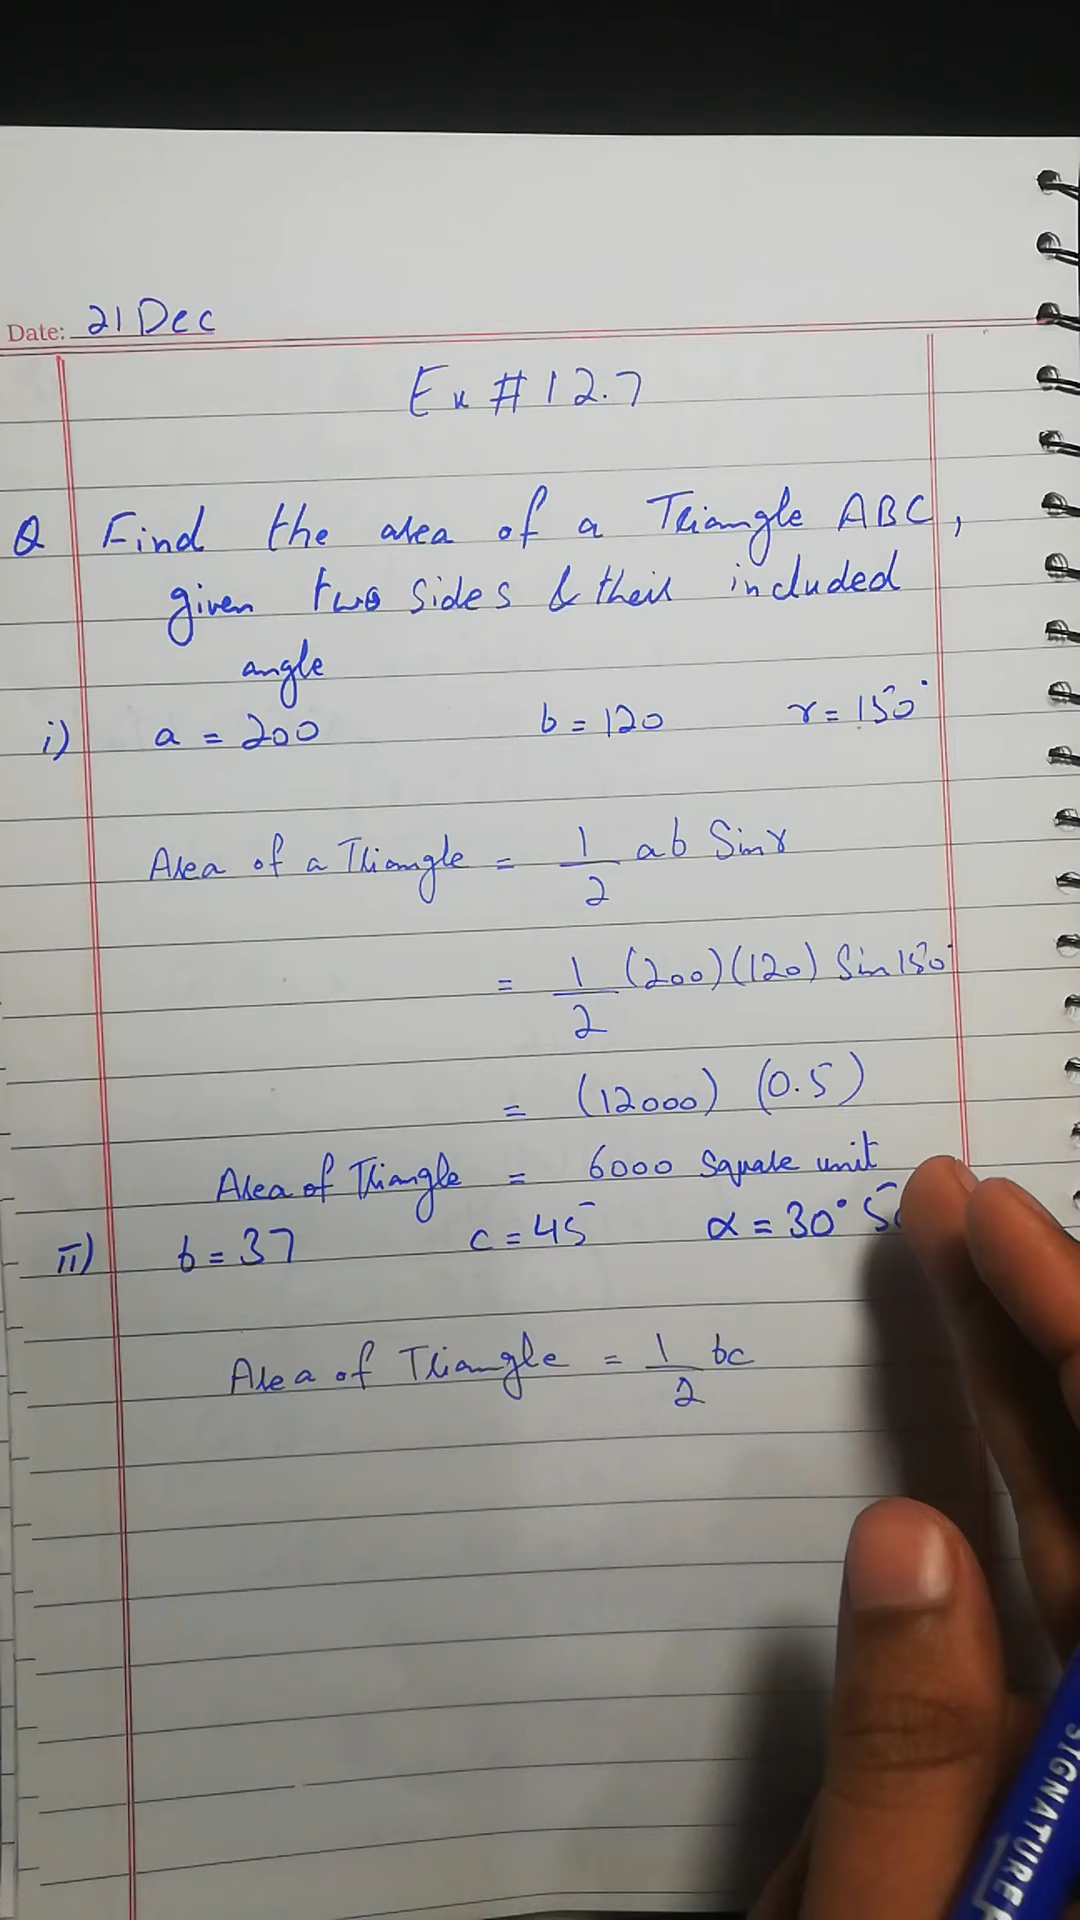 Date: 21 Dec
Ex # 12.7
Q Find the area of a Triangle ABC,
given two sides & their included
angle
i) a = 200 b = 120 γ = 150°
Area of a Triangle = 1/2 ab Sin γ
= 1/2 (200)(120) Sin 150°
= (12000) (0.5)
Area of Triangle = 6000 Square unit
ii) b = 37 c = 45 α = 30° 5
Area of Triangle = 1/2 bc
SIGNATURE